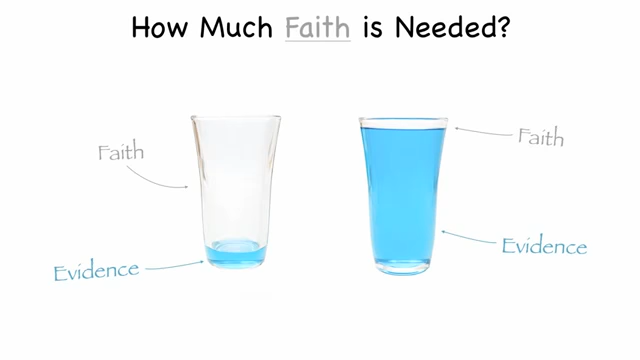 How Much Faith is Needed?
Faith
Faith
Evidence
Evidence